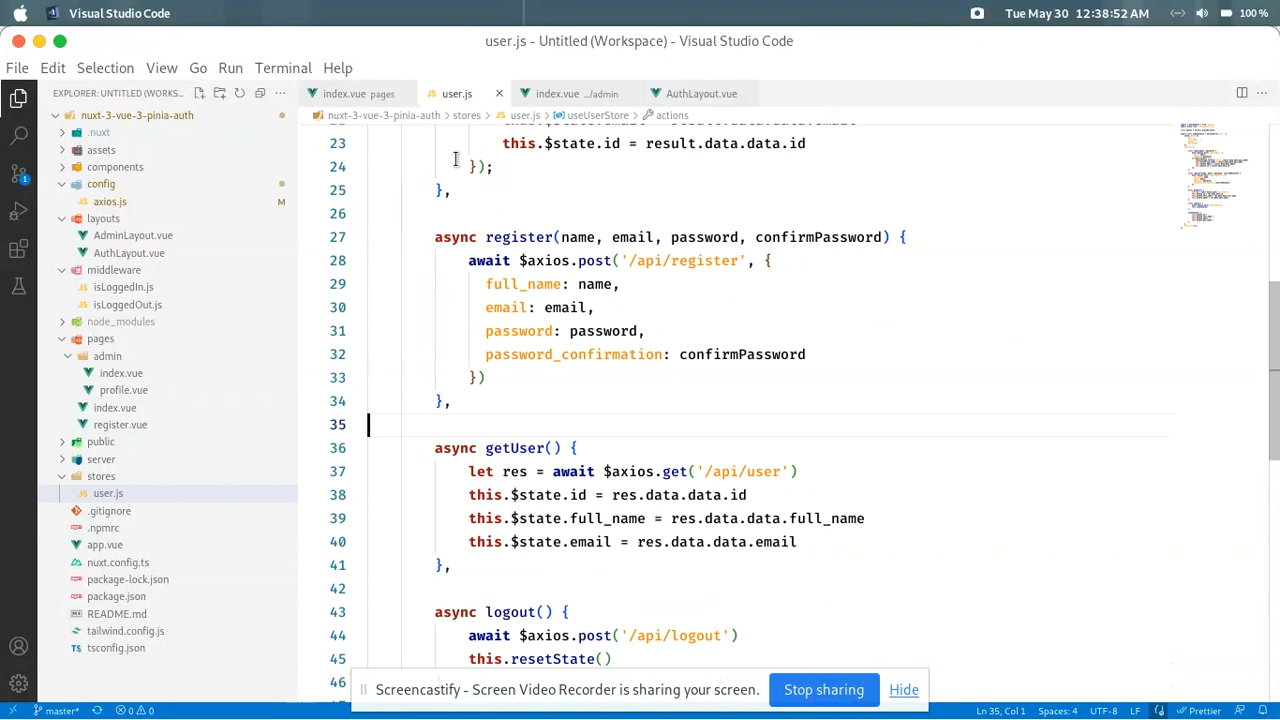 Visual Studio Code
Tue May 30 12:38:52
100 %
user.js - Untitled (Workspace) - Visual Studio Code
File Edit Selection View Go Run Terminal Help
EXPLORER: UNTITLED (WORKS...
index.vue pages
user.js
index.vue .../admin
AuthLayout.vue
nuxt-3-vue-3-pinia-auth > stores > JS user.js > useUserStore > actions
nuxt-3-vue-3-pinia-auth
.nuxt
assets
components
config
JS axios.js M
layouts
AdminLayout.vue
AuthLayout.vue
middleware
JS isLoggedIn.js
JS isLoggedOut.js
node_modules
pages
admin
index.vue
profile.vue
index.vue
register.vue
public
server
stores
JS user.js
.gitignore
.npmrc
app.vue
nuxt.config.ts
package-lock.json
package.json
README.md
tailwind.config.js
tsconfig.json
23 this.$state.id = result.data.data.id
24 });
25 },
26
27 async register(name, email, password, confirmPassword) {
28 await $axios.post('/api/register', {
29 full_name: name,
30 email: email,
31 password: password,
32 password_confirmation: confirmPassword
33 })
34 },
35
36 async getUser() {
37 let res = await $axios.get('/api/user')
38 this.$state.id = res.data.data.id
39 this.$state.full_name = res.data.data.full_name
40 this.$state.email = res.data.data.email
41 },
42
43 async logout() {
44 await $axios.post('/api/logout')
45 this.resetState()
46
Screencastify - Screen Video Recorder is sharing your screen. Stop sharing Hide
master* 0 0 Ln 35, Col 1 Spaces: 4 UTF-8 LF Prettier